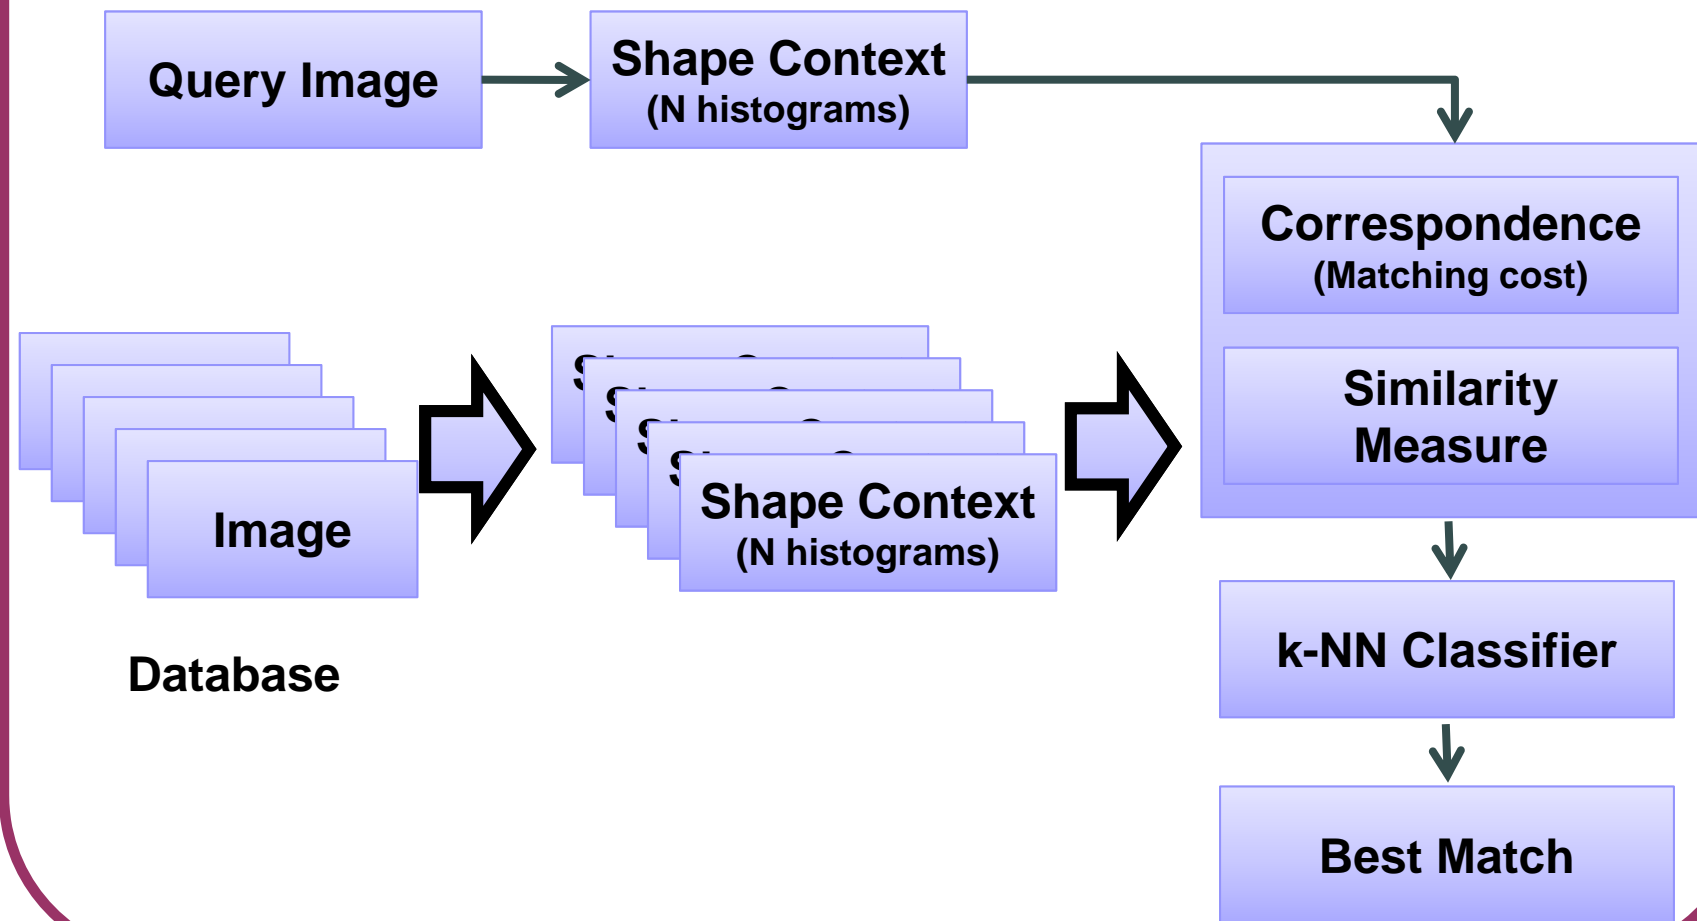 Query Image
Shape Context
(N histograms)
Correspondence
(Matching cost)
Similarity
Measure
Image
Shape Context
(N histograms)
Database
k-NN Classifier
Best Match